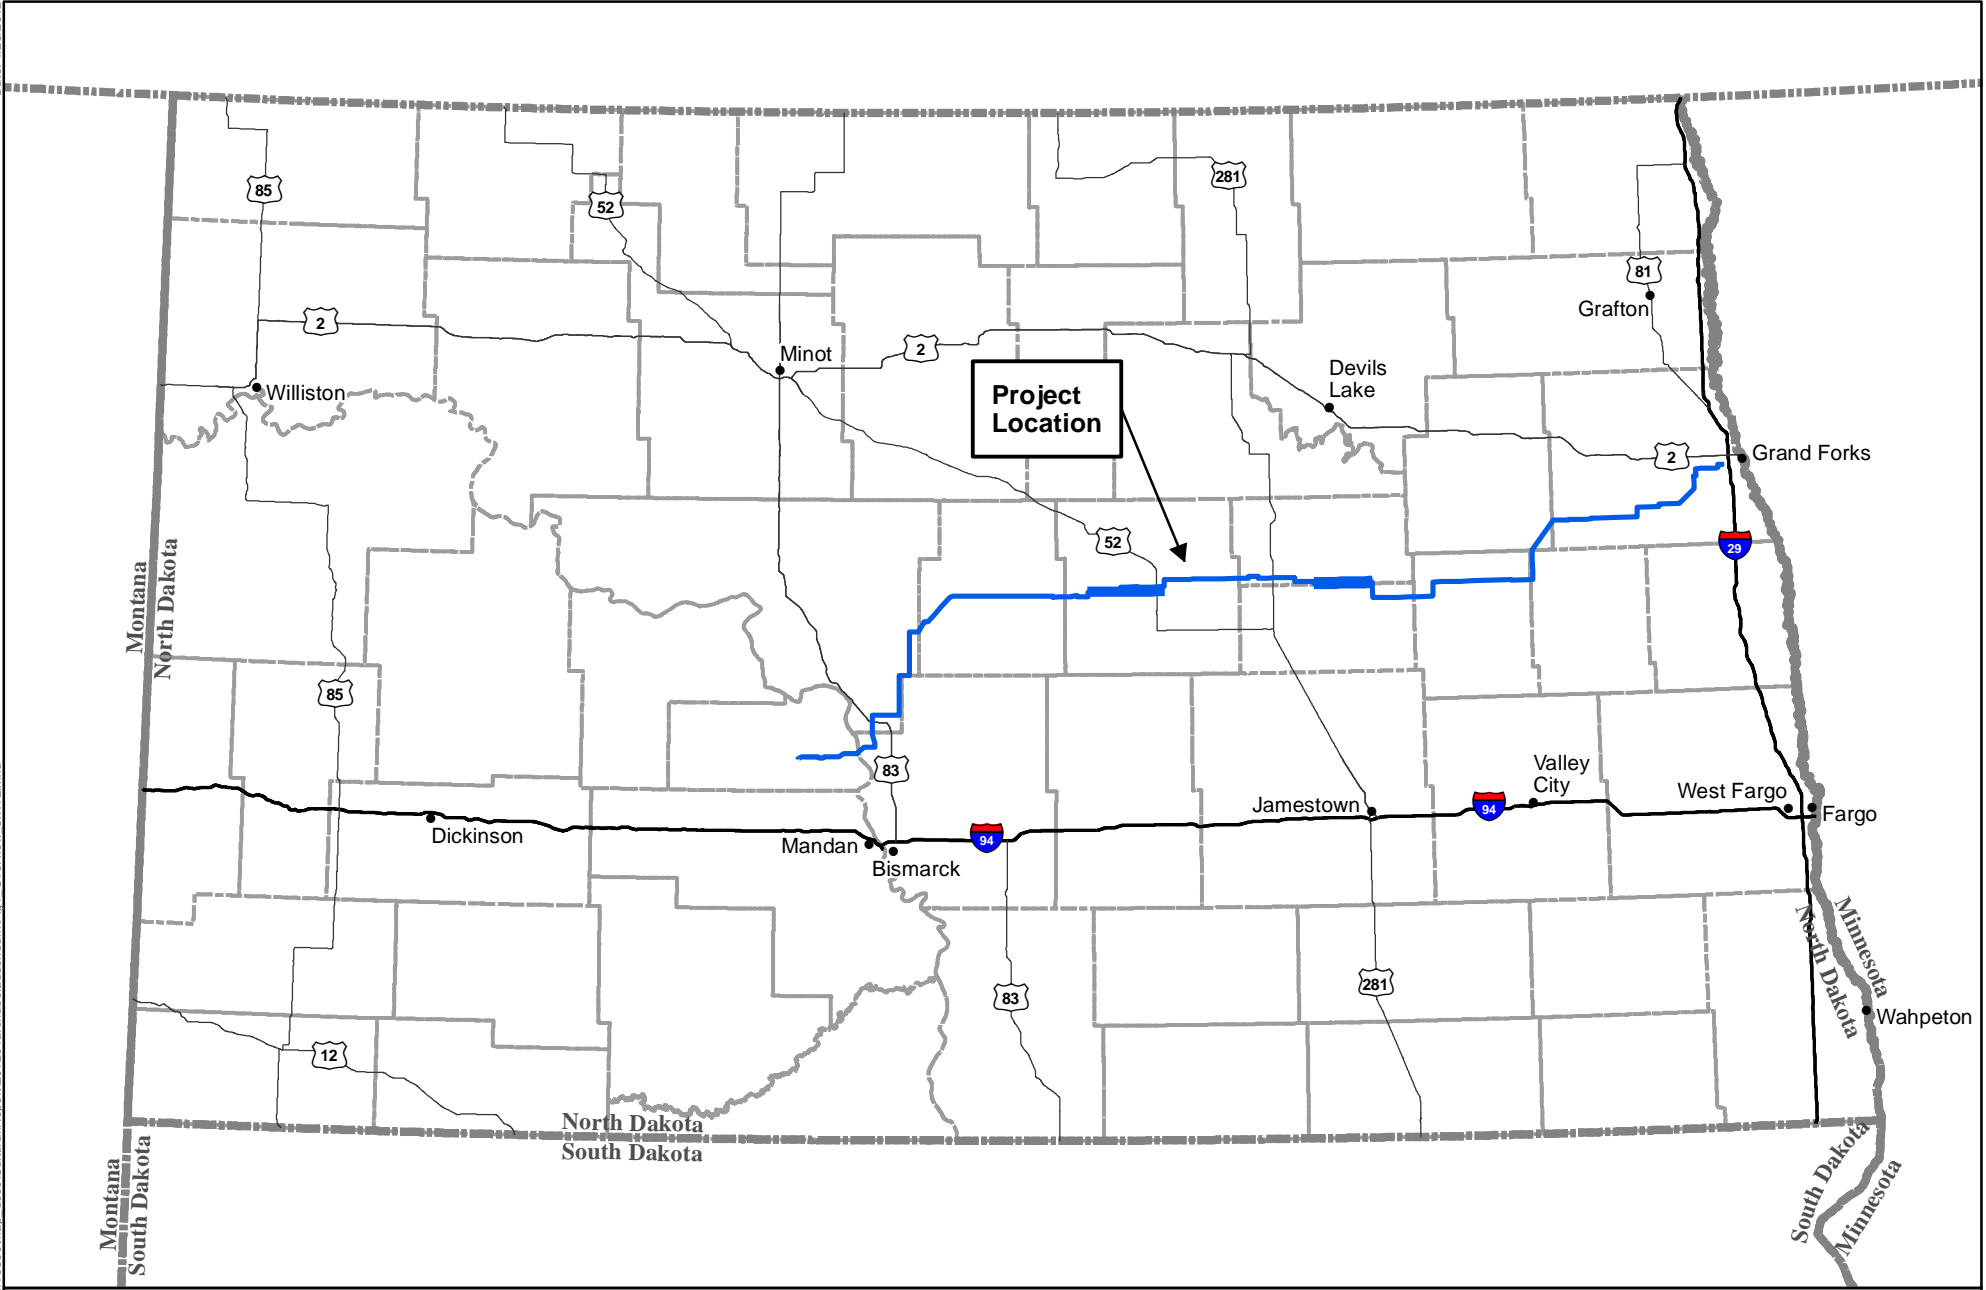 85
52
281
81
Grafton
2
Minot
2
Devils
Lake
Williston
Project
Location
2
Grand Forks
52
29
Montana
North Dakota
85
83
Valley
City
West Fargo
Jamestown
94
Fargo
Dickinson
Mandan
94
Bismarck
Minnesota
North Dakota
83
281
Wahpeton
12
North Dakota
South Dakota
Montana
South Dakota
South Dakota
Minnesota